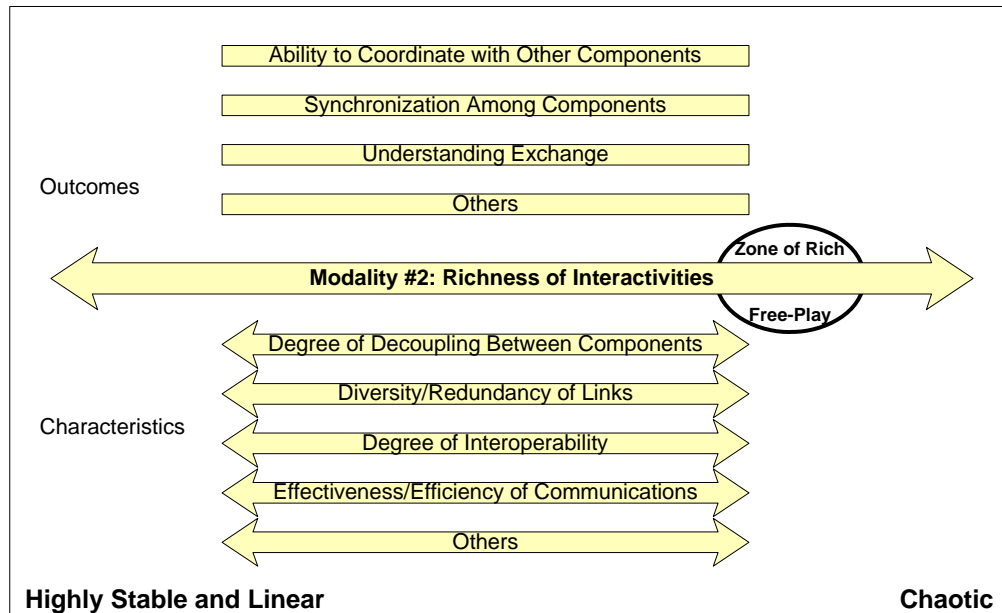 Ability to Coordinate with Other Components
Synchronization Among Components
Understanding Exchange
Outcomes
Others
Zone of Rich
Modality #2: Richness of Interactivities
Free-Play
Degree of Decoupling Between Components
Diversity/Redundancy of Links
Characteristics
Degree of Interoperability
Effectiveness/Efficiency of Communications
Others
Highly Stable and Linear
Chaotic